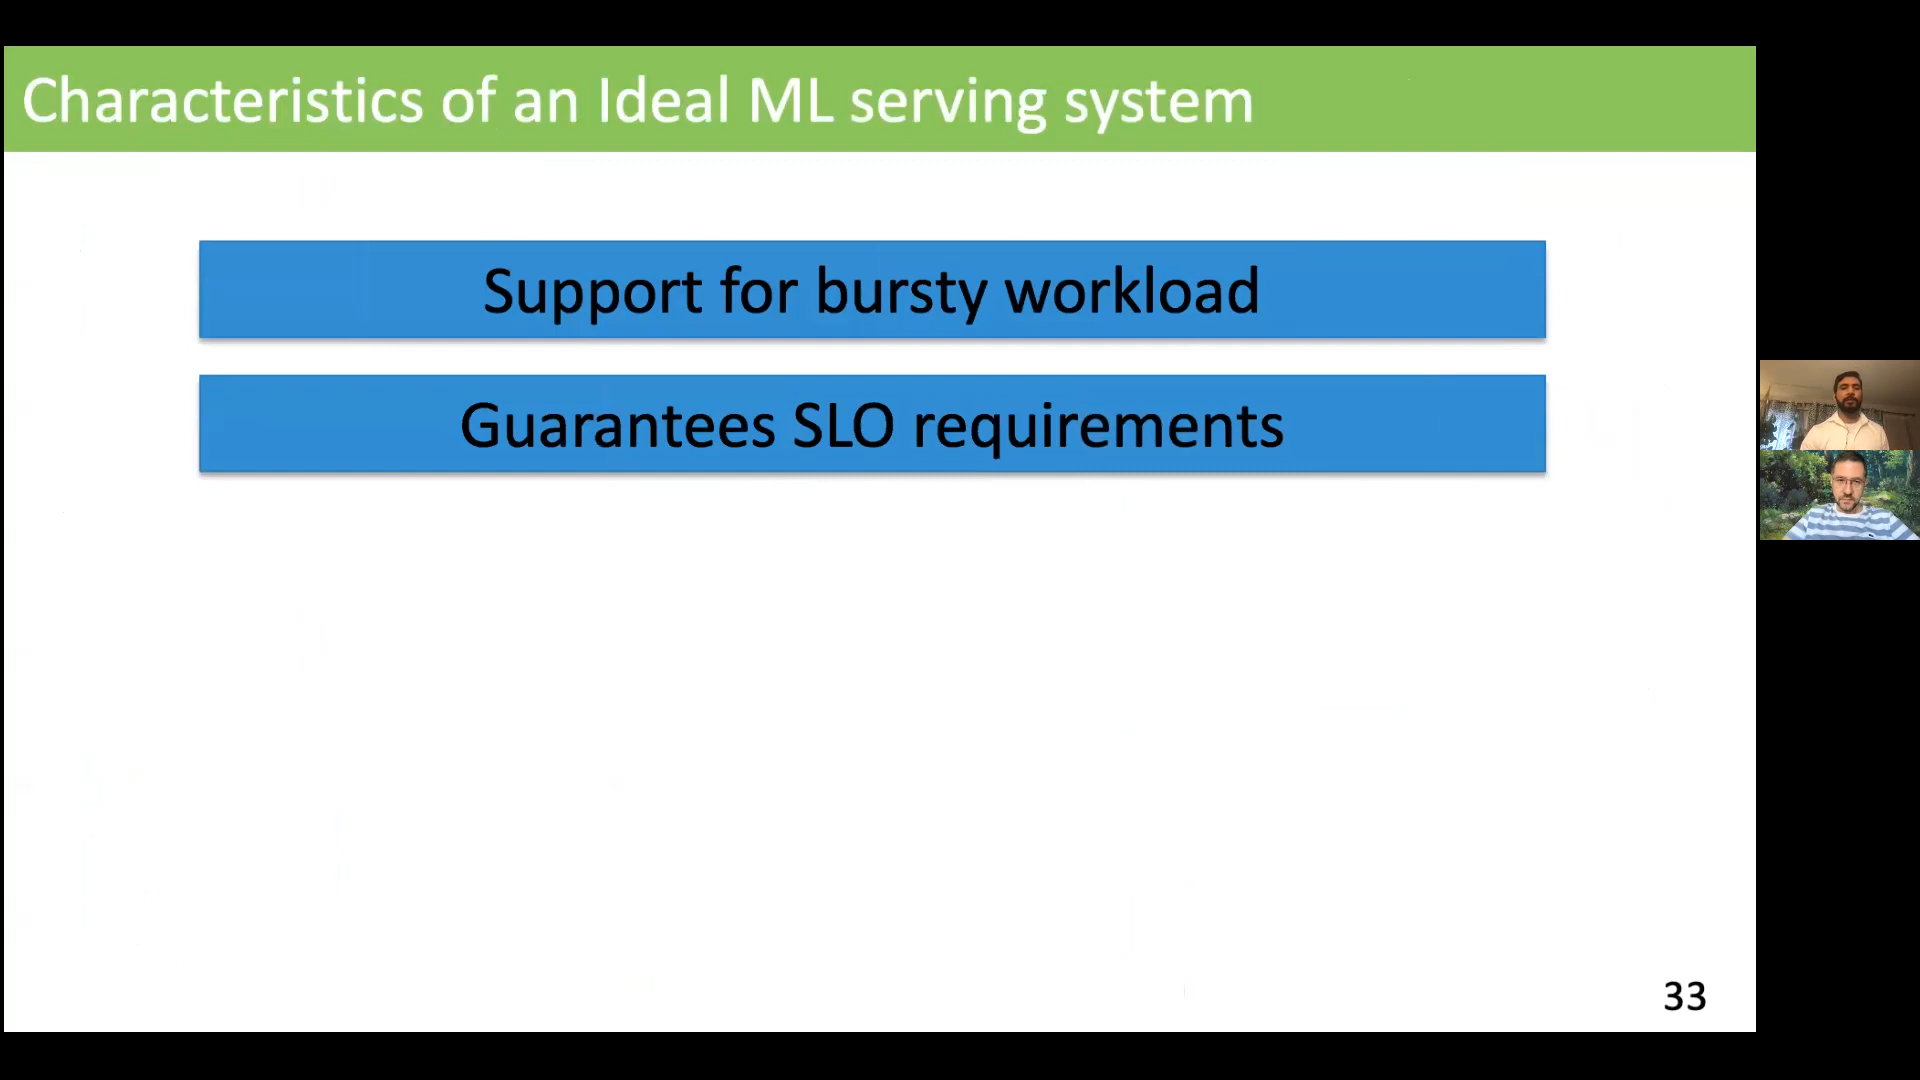 Characteristics of an Ideal ML serving system
Support for bursty workload
Guarantees SLO requirements
33